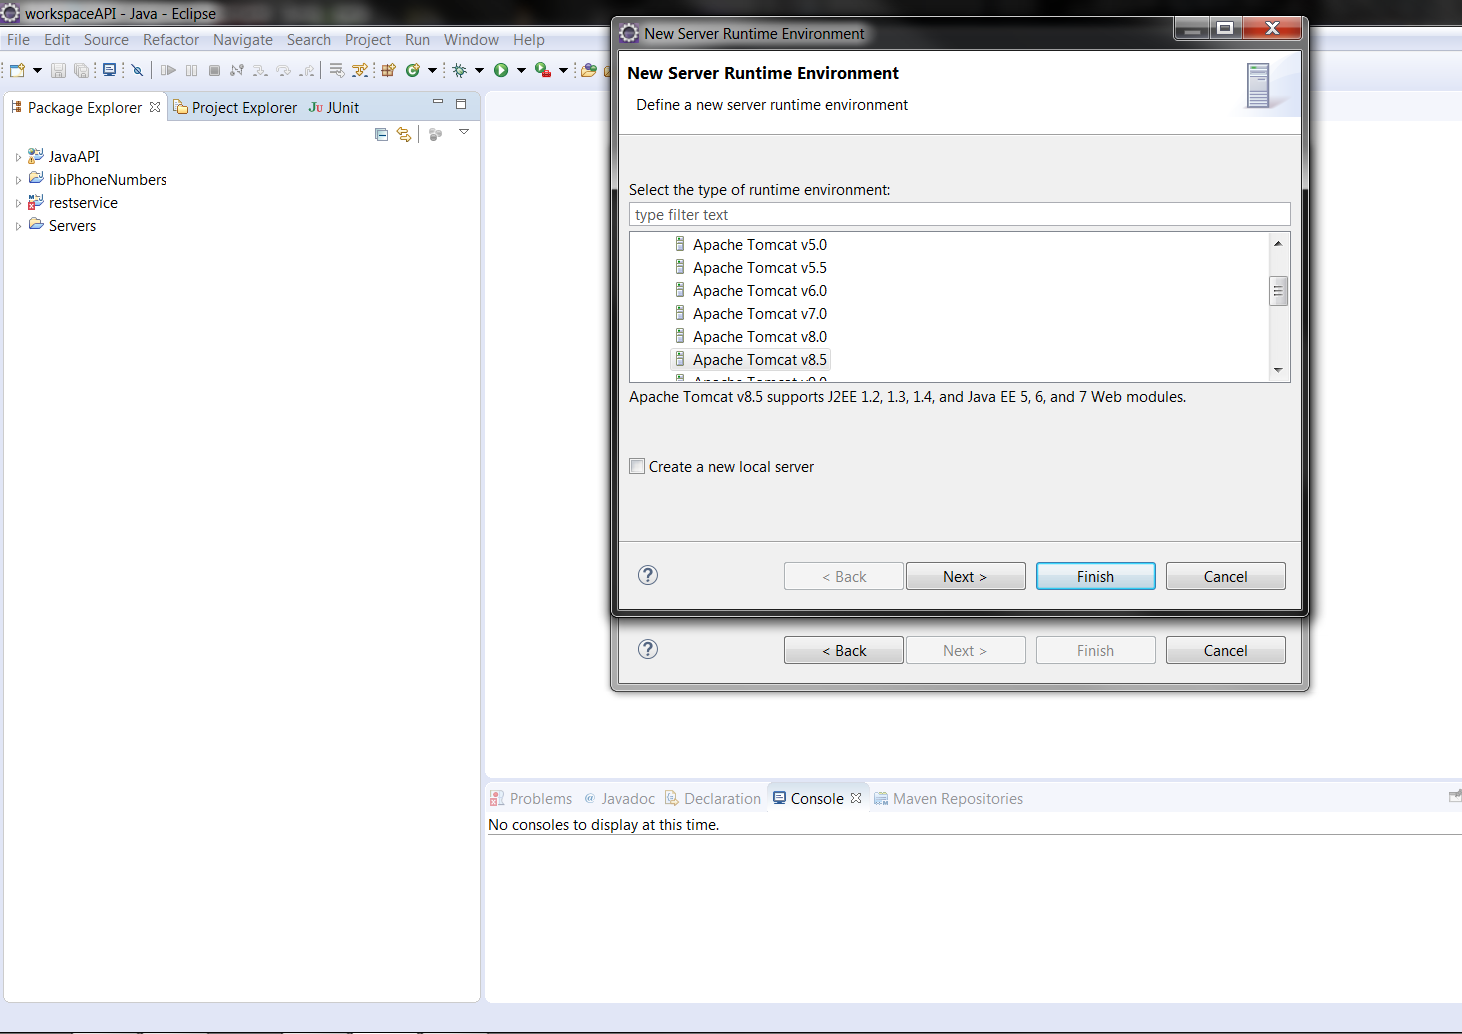 workspaceAPI - Java - Eclipse
File Edit Source Refactor Navigate Search Project Run Window Help
Package Explorer Project Explorer JUnit
JavaAPI
libPhoneNumbers
restservice
Servers
New Server Runtime Environment
New Server Runtime Environment
Define a new server runtime environment
Select the type of runtime environment:
type filter text
Apache Tomcat v5.0
Apache Tomcat v5.5
Apache Tomcat v6.0
Apache Tomcat v7.0
Apache Tomcat v8.0
Apache Tomcat v8.5
Apache Tomcat v9.0
Apache Tomcat v8.5 supports J2EE 1.2, 1.3, 1.4, and Java EE 5, 6, and 7 Web modules.
Create a new local server
? < Back Next > Finish Cancel
? < Back Next > Finish Cancel
Problems @ Javadoc Declaration Console Maven Repositories
No consoles to display at this time.